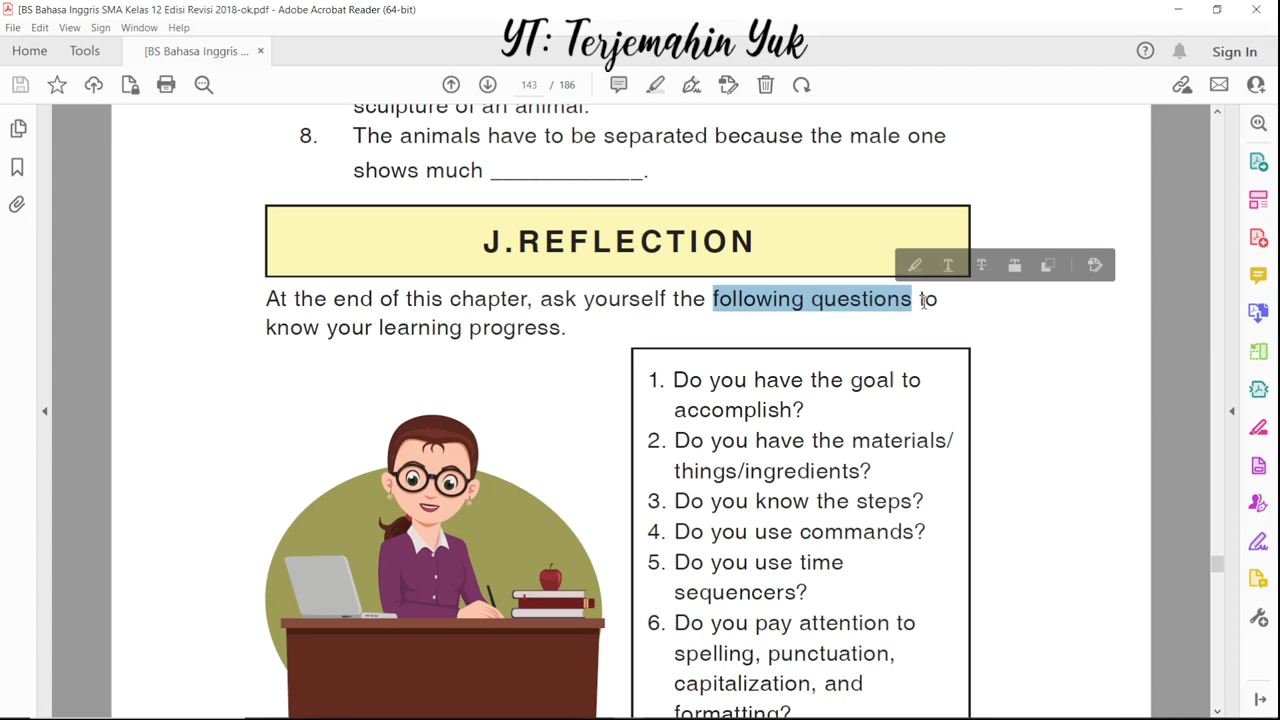 [BS Bahasa Inggris SMA Kelas 12 Edisi Revisi 2018-ok.pdf - Adobe Acrobat Reader (64-bit)
File Edit View Sign Window Help
YT: Terjemahin Yuk
Home Tools [BS Bahasa Inggris ... × Sign In
143 / 186
sculpture of an animal.
8. The animals have to be separated because the male one
shows much ____________.
J.REFLECTION
At the end of this chapter, ask yourself the following questions to
know your learning progress.
1. Do you have the goal to
accomplish?
2. Do you have the materials/
things/ingredients?
3. Do you know the steps?
4. Do you use commands?
5. Do you use time
sequencers?
6. Do you pay attention to
spelling, punctuation,
capitalization, and
formatting?